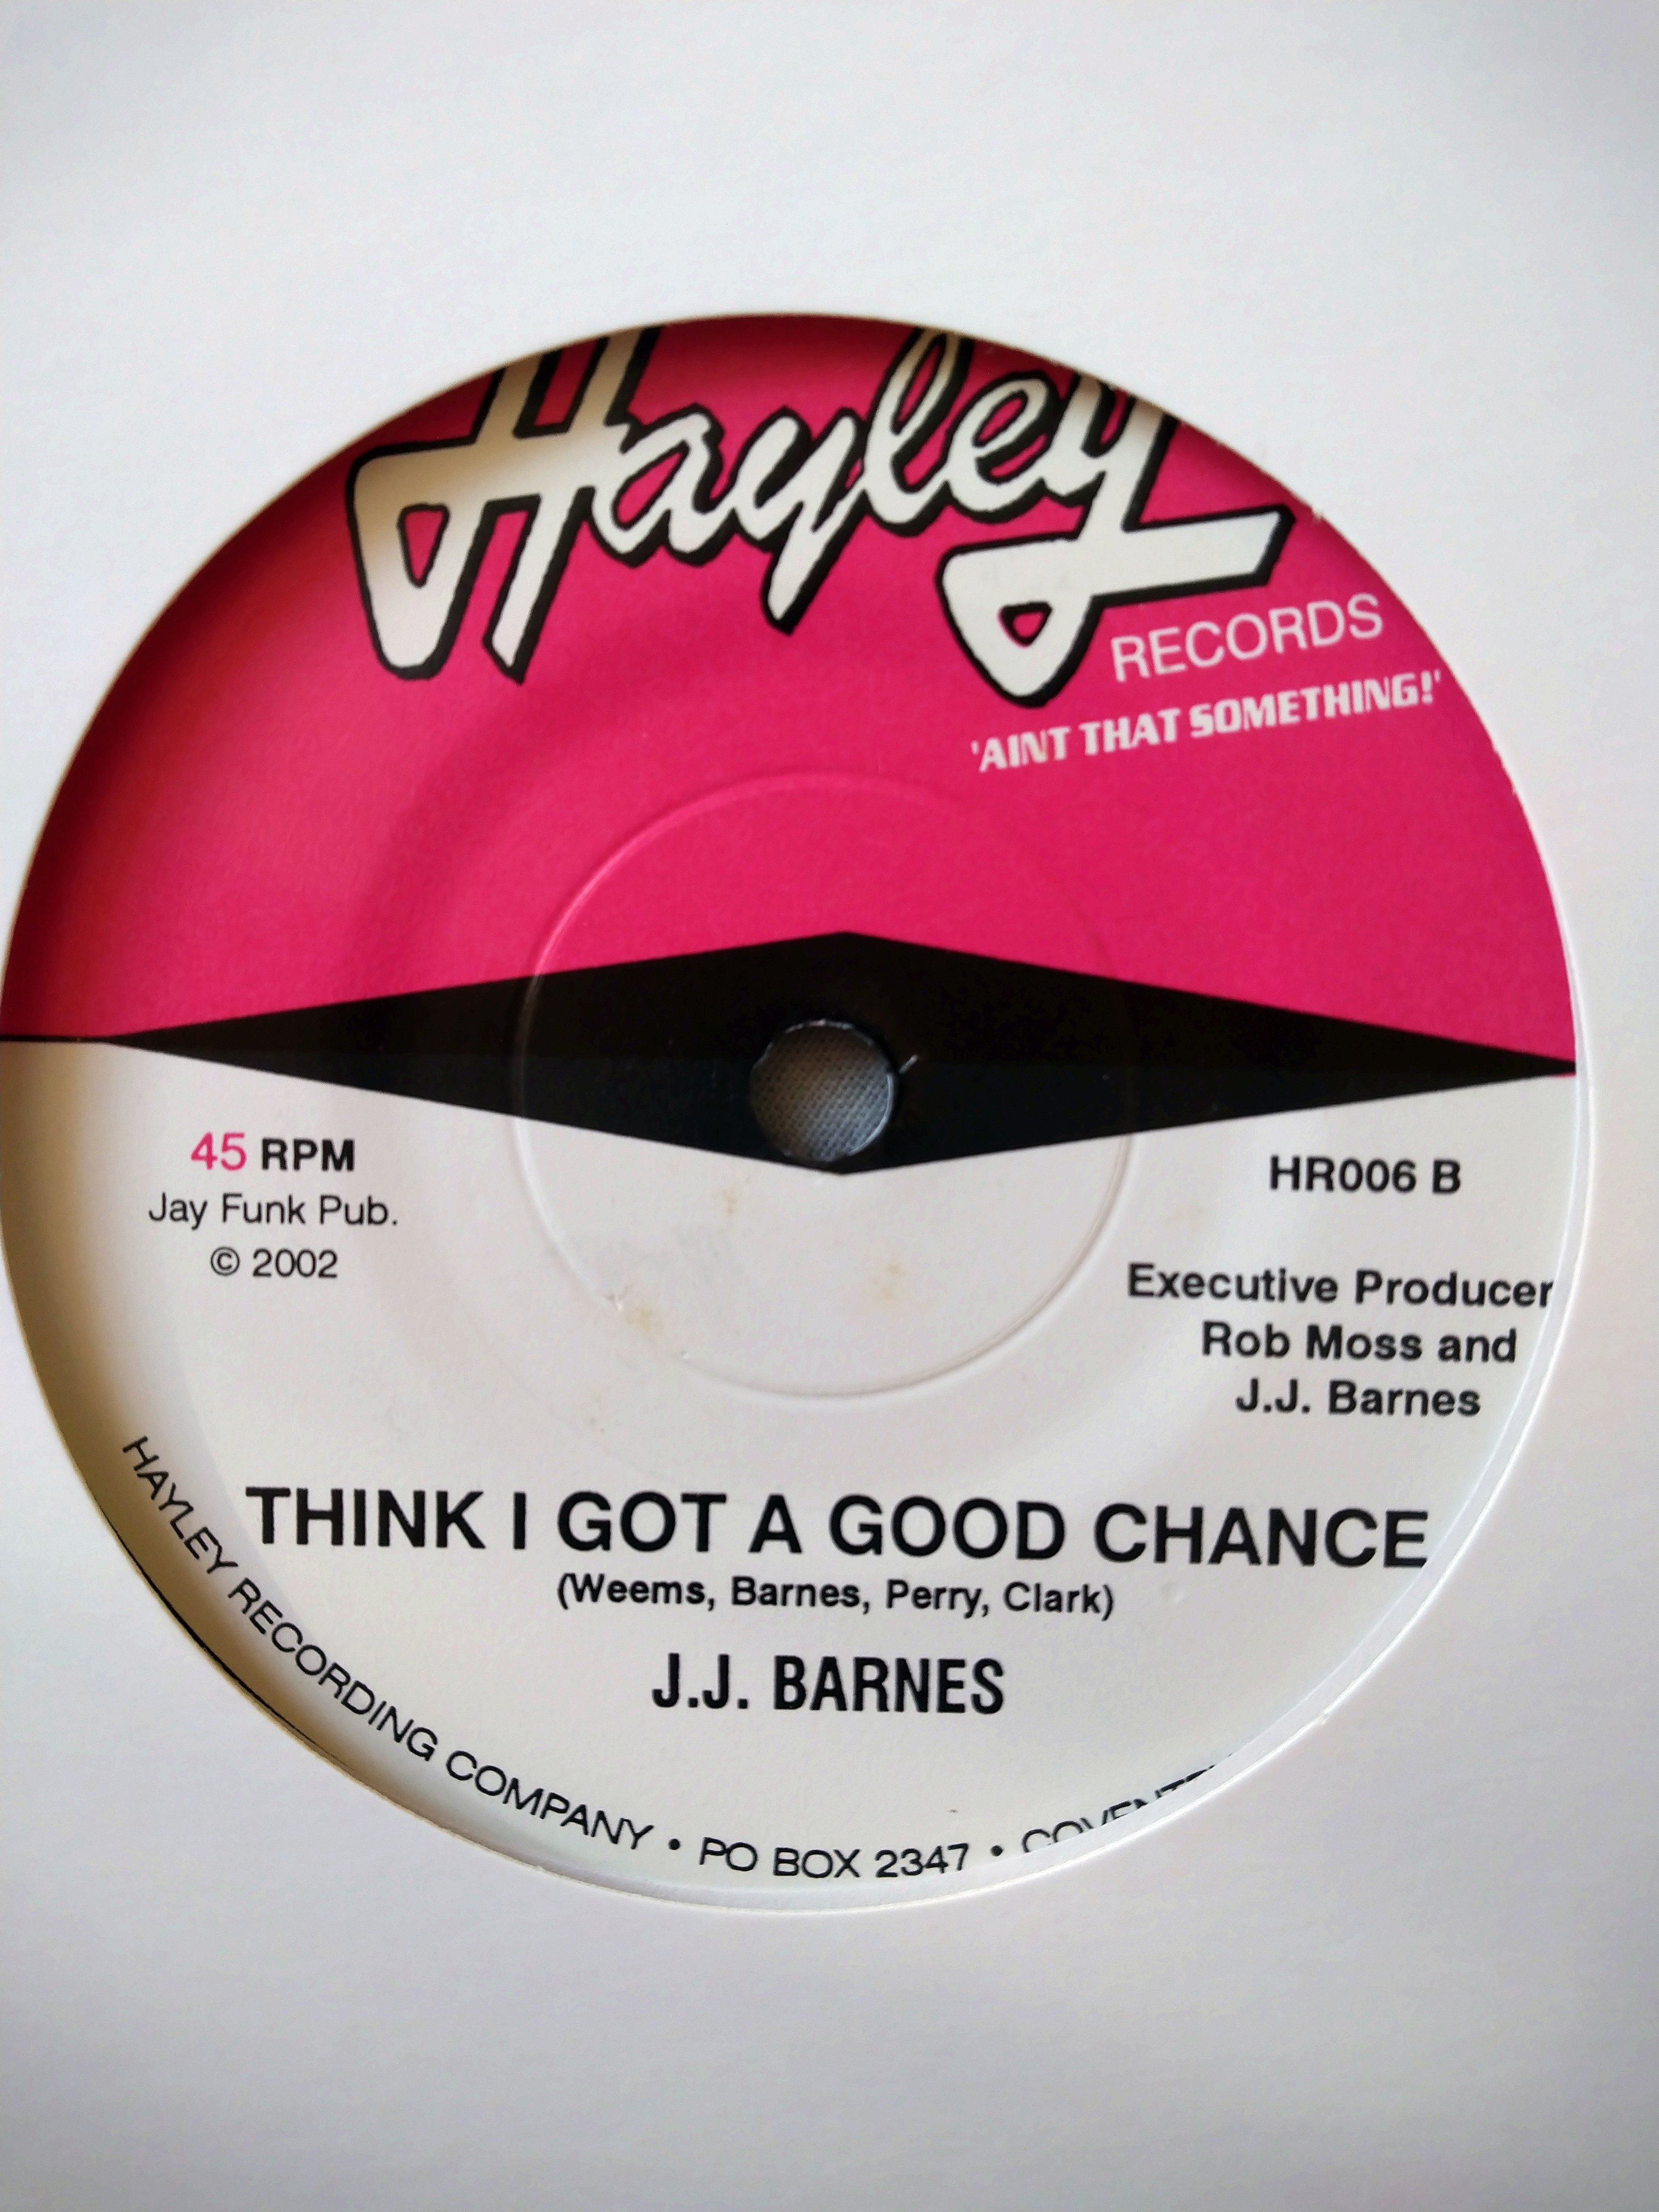 Hayley
RECORDS
'AINT THAT SOMETHING!'
45 RPM
Jay Funk Pub.
© 2002
HR006 B
Executive Producer
Rob Moss and
J.J. Barnes
THINK I GOT A GOOD CHANCE
(Weems, Barnes, Perry, Clark)
J.J. BARNES
HAYLEY RECORDING COMPANY • PO BOX 2347 •